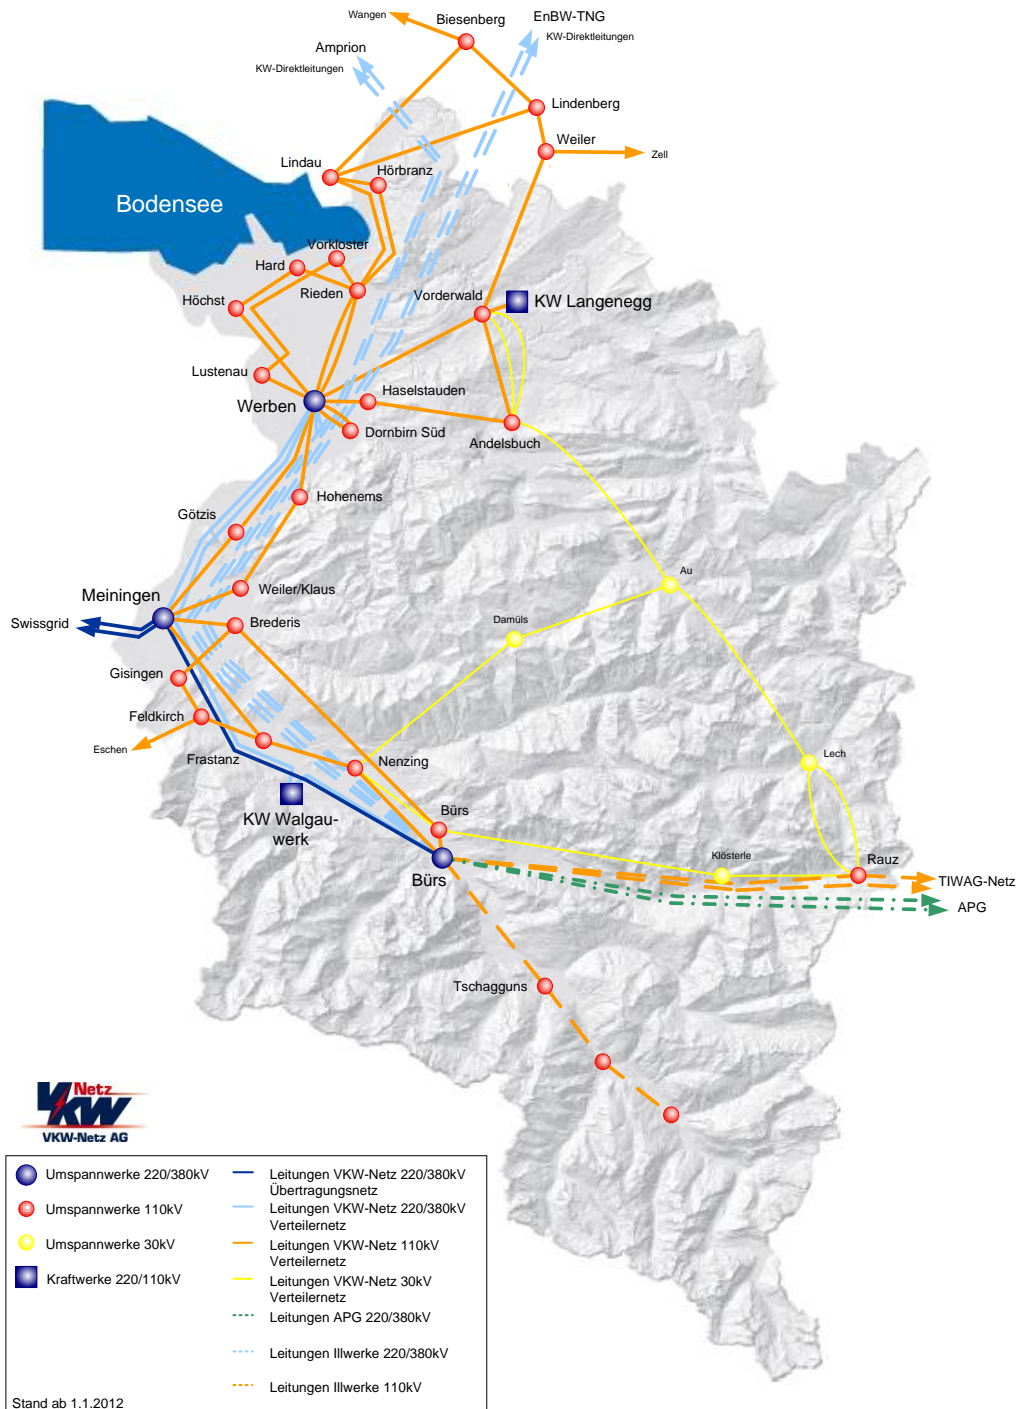 EnBW-TNG
Wangen
Biesenberg
KW-Direktleitungen
Amprion
KW-Direktleitungen
Lindenberg
Weiler
Zell
Lindau
Hörbranz
Bodensee
Vorkloster
Hard
Rieden
Höchst
Vorderwald
KW Langenegg
Lustenau
Haselstauden
Werben
Dornbirn Süd
Andelsbuch
Hohenems
Götzis
Au
Weiler/Klaus
Meiningen
Swissgrid
Brederis
Damüls
Gisingen
Feldkirch
Eschen
Frastanz
Nenzing
Lech
KW Walgau-
werk
Bürs
Bürs
Klösterle
Rauz
TIWAG-Netz
APG
Tschagguns
Netz
VKW
VKW-Netz AG
Umspannwerke 220/380kV
Umspannwerke 110kV
Umspannwerke 30kV
Kraftwerke 220/110kV
Leitungen VKW-Netz 220/380kV
Übertragungsnetz
Leitungen VKW-Netz 220/380kV
Verteilernetz
Leitungen VKW-Netz 110kV
Verteilernetz
Leitungen VKW-Netz 30kV
Verteilernetz
Leitungen APG 220/380kV
Leitungen Illwerke 220/380kV
Leitungen Illwerke 110kV
Stand ab 1.1.2012